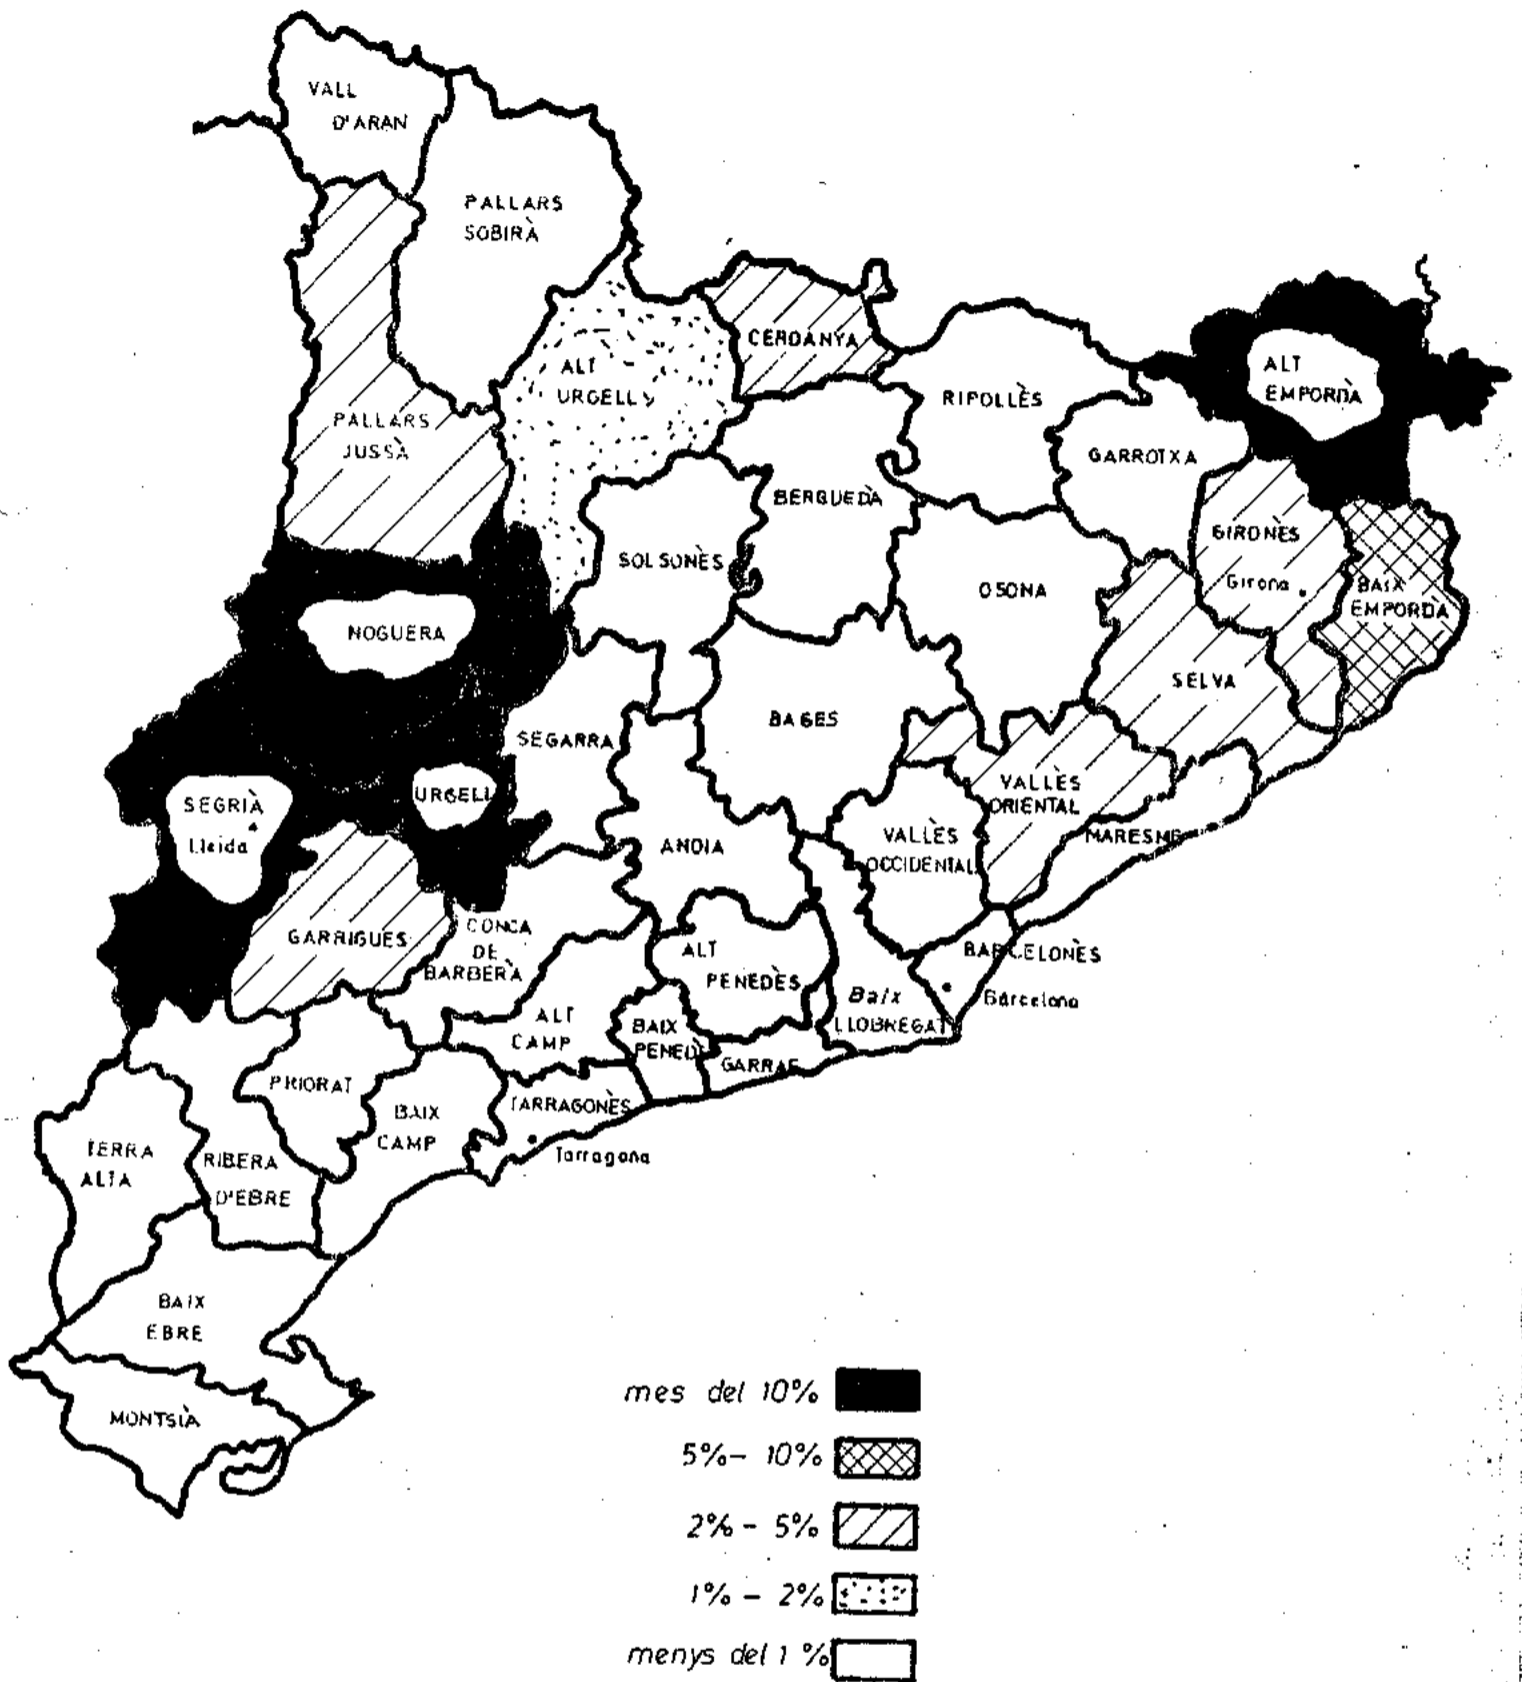 VALL
D'ARAN
PALLARS
SOBIRÀ
CERDANYA
ALT
URGELL
ALT
EMPORDÀ
RIPOLLÈS
PALLARS
JUSSÀ
GARROTXA
BERGUEDÀ
SOLSONÈS
OSONA
GIRONÈS
Girona
BAIX
EMPORDÀ
NOGUERA
SELVA
BAGES
SEGARRA
SEGRIÀ
Lleida
URGELL
VALLÈS
ORIENTAL
MARESME
VALLÈS
OCCIDENTAL
ANOIA
GARRIGUES
CONCA
DE
BARBERÀ
ALT
PENEDÈS
BARCELONÈS
Barcelona
Baix
LLOBREGAT
ALT
CAMP
BAIX
PENEDÈ
GARRAF
PRIORAT
BAIX
CAMP
TARRAGONÈS
Tarragona
TERRA
ALTA
RIBERA
D'EBRE
BAIX
EBRE
MONTSIÀ
mes del 10%
5%- 10%
2% - 5%
1% - 2%
menys del 1 %